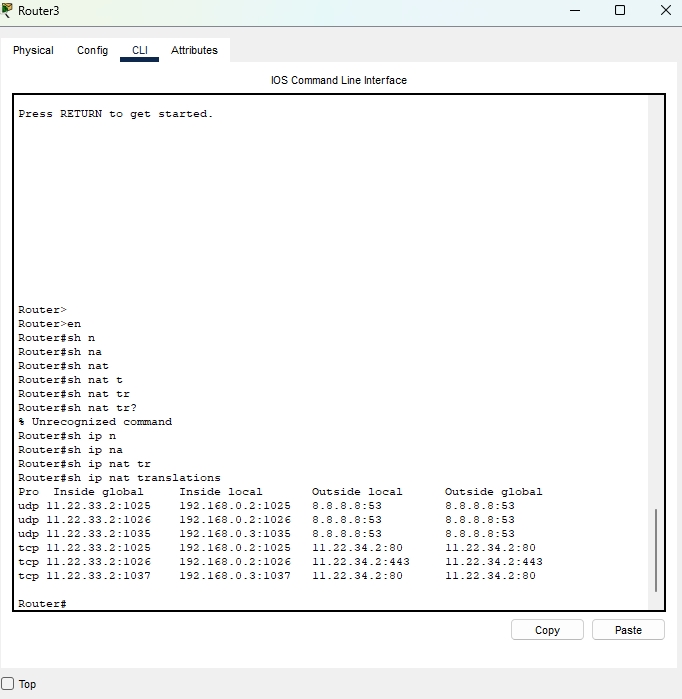 Router3
Physical Config CLI Attributes
IOS Command Line Interface
Press RETURN to get started.
Router>
Router>en
Router#sh n
Router#sh na
Router#sh nat
Router#sh nat t
Router#sh nat tr
Router#sh nat tr?
% Unrecognized command
Router#sh ip n
Router#sh ip na
Router#sh ip nat tr
Router#sh ip nat translations
Pro  Inside global     Inside local       Outside local      Outside global
udp 11.22.33.2:1025    192.168.0.2:1025   8.8.8.8:53         8.8.8.8:53
udp 11.22.33.2:1026    192.168.0.2:1026   8.8.8.8:53         8.8.8.8:53
udp 11.22.33.2:1035    192.168.0.3:1035   8.8.8.8:53         8.8.8.8:53
tcp 11.22.33.2:1025    192.168.0.2:1025   11.22.34.2:80      11.22.34.2:80
tcp 11.22.33.2:1026    192.168.0.2:1026   11.22.34.2:443     11.22.34.2:443
tcp 11.22.33.2:1037    192.168.0.3:1037   11.22.34.2:80      11.22.34.2:80
Router#
Copy Paste
Top